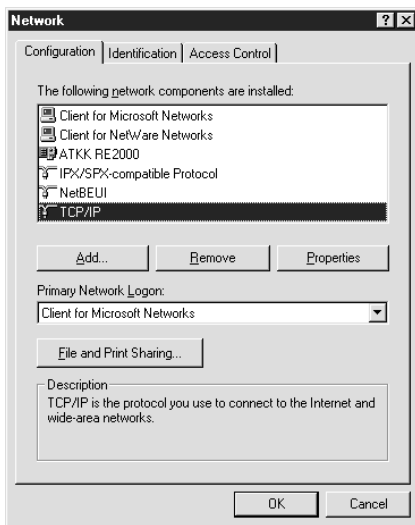 Network
? X
Configuration Identification Access Control
The following network components are installed:
Client for Microsoft Networks
Client for NetWare Networks
ATKK RE2000
IPX/SPX-compatible Protocol
NetBEUI
TCP/IP
Add... Remove Properties
Primary Network Logon:
Client for Microsoft Networks
File and Print Sharing...
Description
TCP/IP is the protocol you use to connect to the Internet and
wide-area networks.
OK Cancel